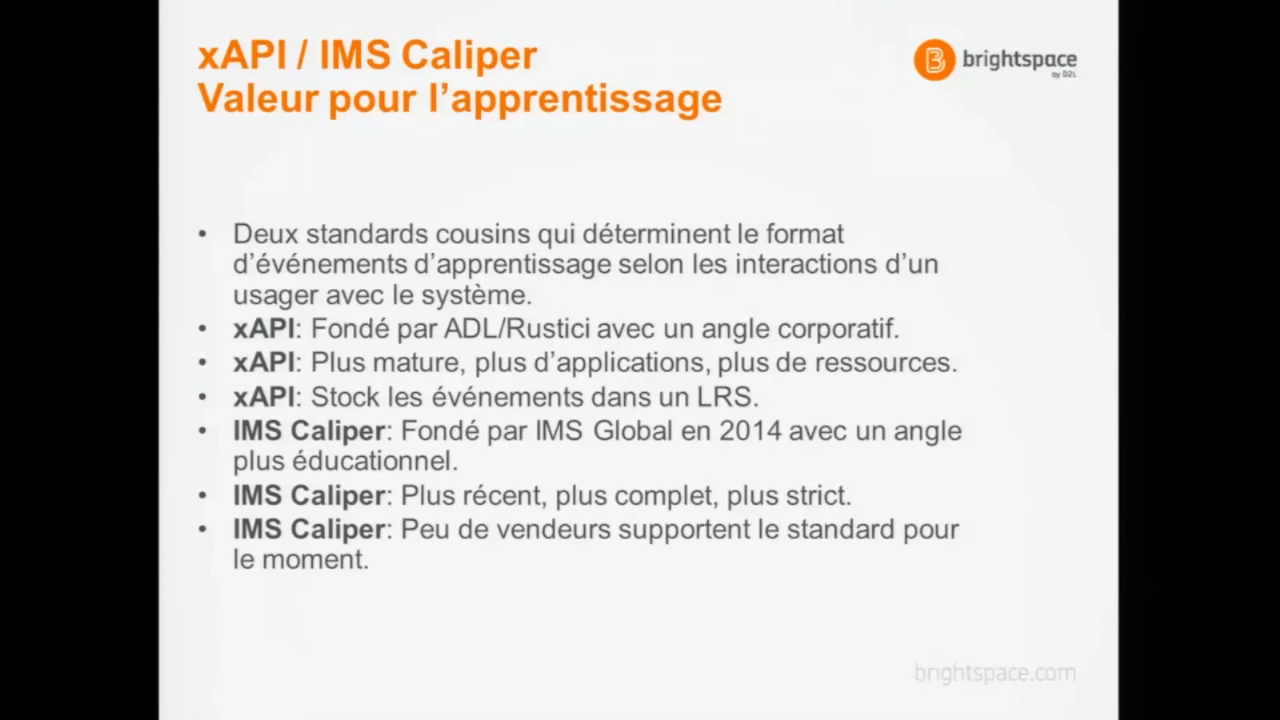 xAPI / IMS Caliper
Valeur pour l'apprentissage
brightspace
by D2L
• Deux standards cousins qui déterminent le format
d'événements d'apprentissage selon les interactions d'un
usager avec le système.
• xAPI: Fondé par ADL/Rustici avec un angle corporatif.
• xAPI: Plus mature, plus d'applications, plus de ressources.
• xAPI: Stock les événements dans un LRS.
• IMS Caliper: Fondé par IMS Global en 2014 avec un angle
plus éducationnel.
• IMS Caliper: Plus récent, plus complet, plus strict.
• IMS Caliper: Peu de vendeurs supportent le standard pour
le moment.
brightspace.com